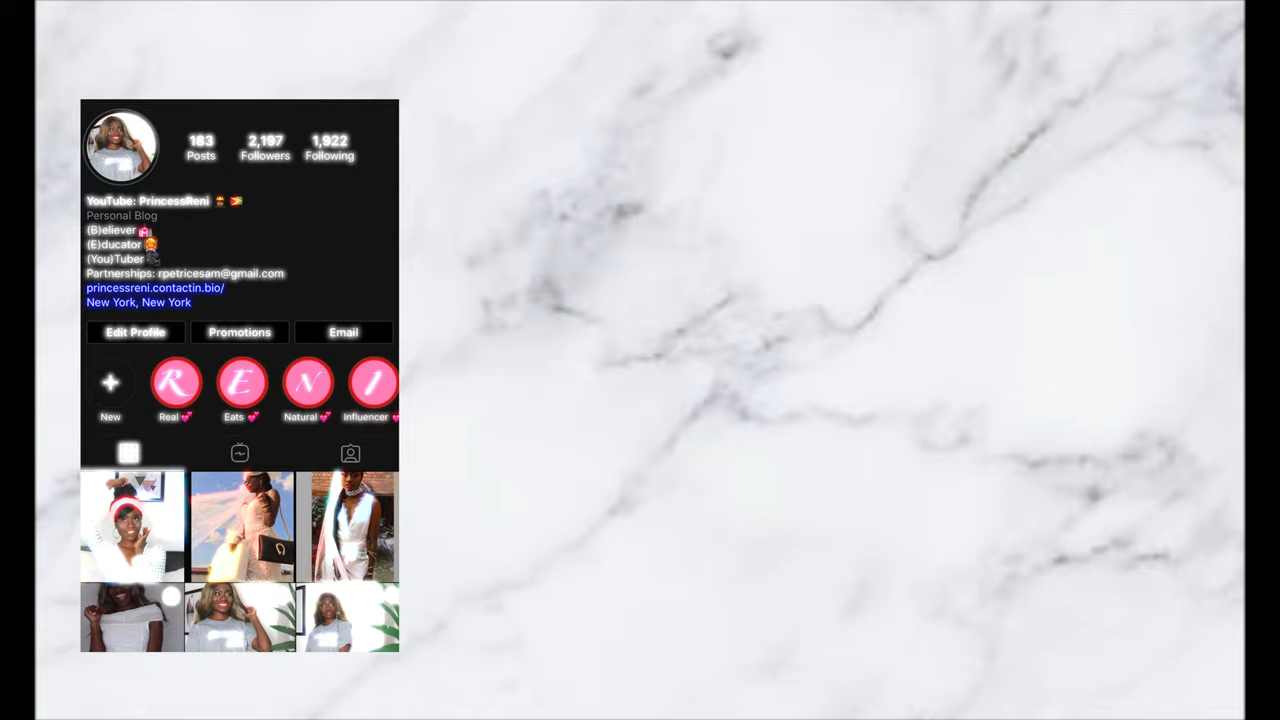 183 2,197 1,922
Posts Followers Following
YouTube: PrincessReni
Personal Blog
(B)eliever
(E)ducator
(You)Tuber
Partnerships: rpetricesam@gmail.com
princessreni.contactin.bio/
New York, New York
Edit Profile Promotions Email
R E N I
New Real Eats Natural Influencer